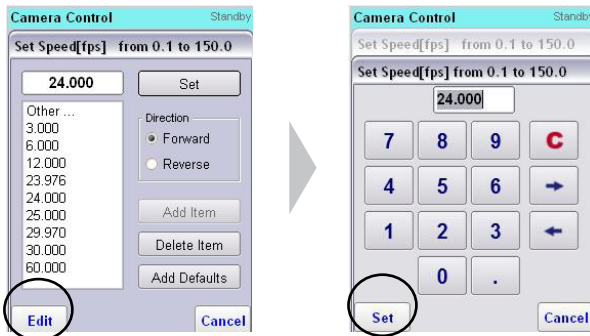 Camera Control Standby
Set Speed[fps] from 0.1 to 150.0
24.000 Set
Other ...
3.000
6.000
12.000
23.976
24.000
25.000
29.970
30.000
60.000
Direction
Forward
Reverse
Add Item
Delete Item
Add Defaults
Edit Cancel
Camera Control Standby
Set Speed[fps] from 0.1 to 150.0
Set Speed[fps] from 0.1 to 150.0
24.000
7 8 9 C
4 5 6 →
1 2 3 ←
0 .
Set Cancel